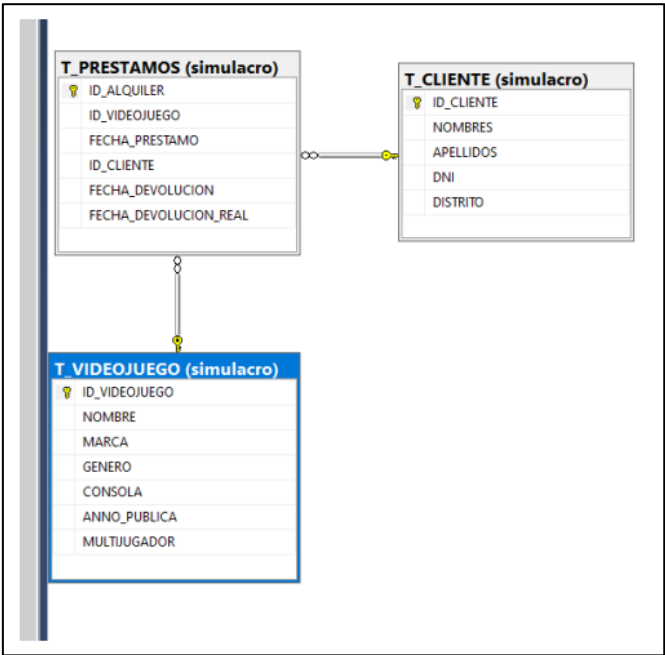 T_PRESTAMOS (simulacro)
ID_ALQUILER
ID_VIDEOJUEGO
FECHA_PRESTAMO
ID_CLIENTE
FECHA_DEVOLUCION
FECHA_DEVOLUCION_REAL
T_CLIENTE (simulacro)
ID_CLIENTE
NOMBRES
APELLIDOS
DNI
DISTRITO
T_VIDEOJUEGO (simulacro)
ID_VIDEOJUEGO
NOMBRE
MARCA
GENERO
CONSOLA
ANNO_PUBLICA
MULTIJUGADOR